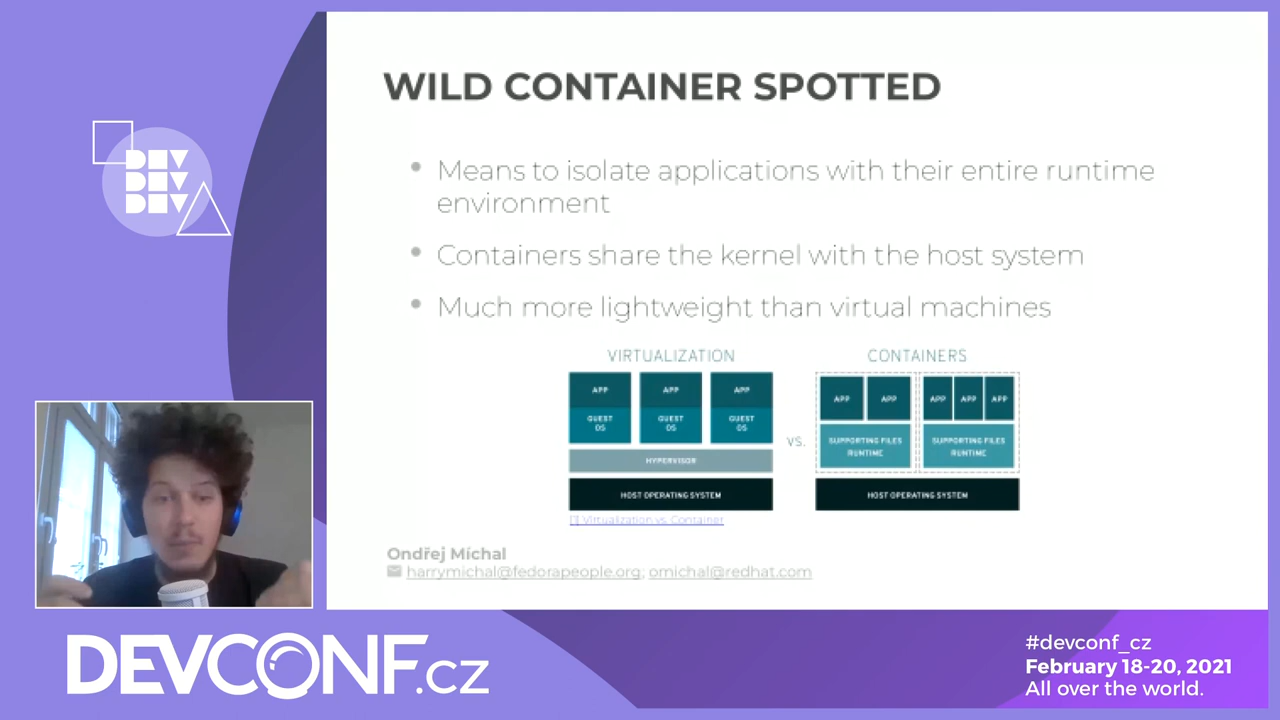 WILD CONTAINER SPOTTED
• Means to isolate applications with their entire runtime
environment
• Containers share the kernel with the host system
• Much more lightweight than virtual machines
VIRTUALIZATION
APP APP APP
GUEST OS GUEST OS GUEST OS
HYPERVISOR
HOST OPERATING SYSTEM
VS.
CONTAINERS
APP APP APP APP APP
SUPPORTING FILES SUPPORTING FILES
RUNTIME RUNTIME
HOST OPERATING SYSTEM
[1] Virtualization vs. Container
Ondřej Míchal
harrymichal@fedorapeople.org; omichal@redhat.com
DEV
DEV
DEV
DEVCONF.cz
#devconf_cz
February 18-20, 2021
All over the world.